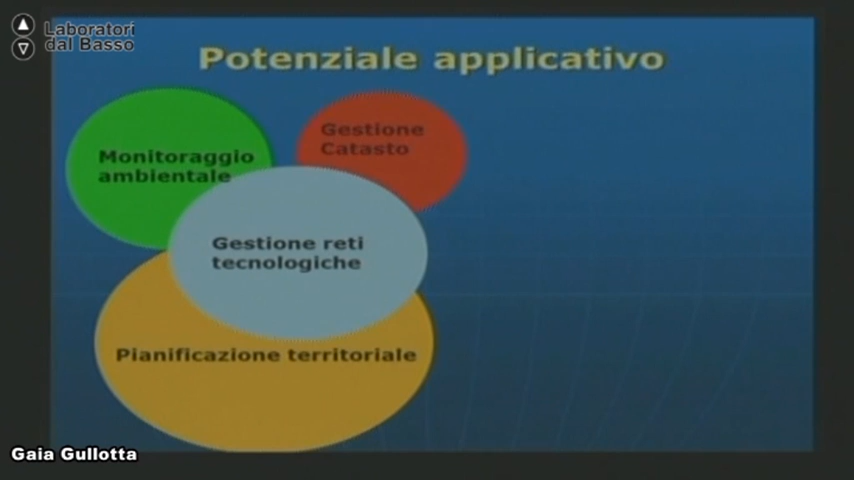 Laboratori
dal Basso
Potenziale applicativo
Monitoraggio
ambientale
Gestione
Catasto
Gestione reti
tecnologiche
Pianificazione territoriale
Gaia Gullotta